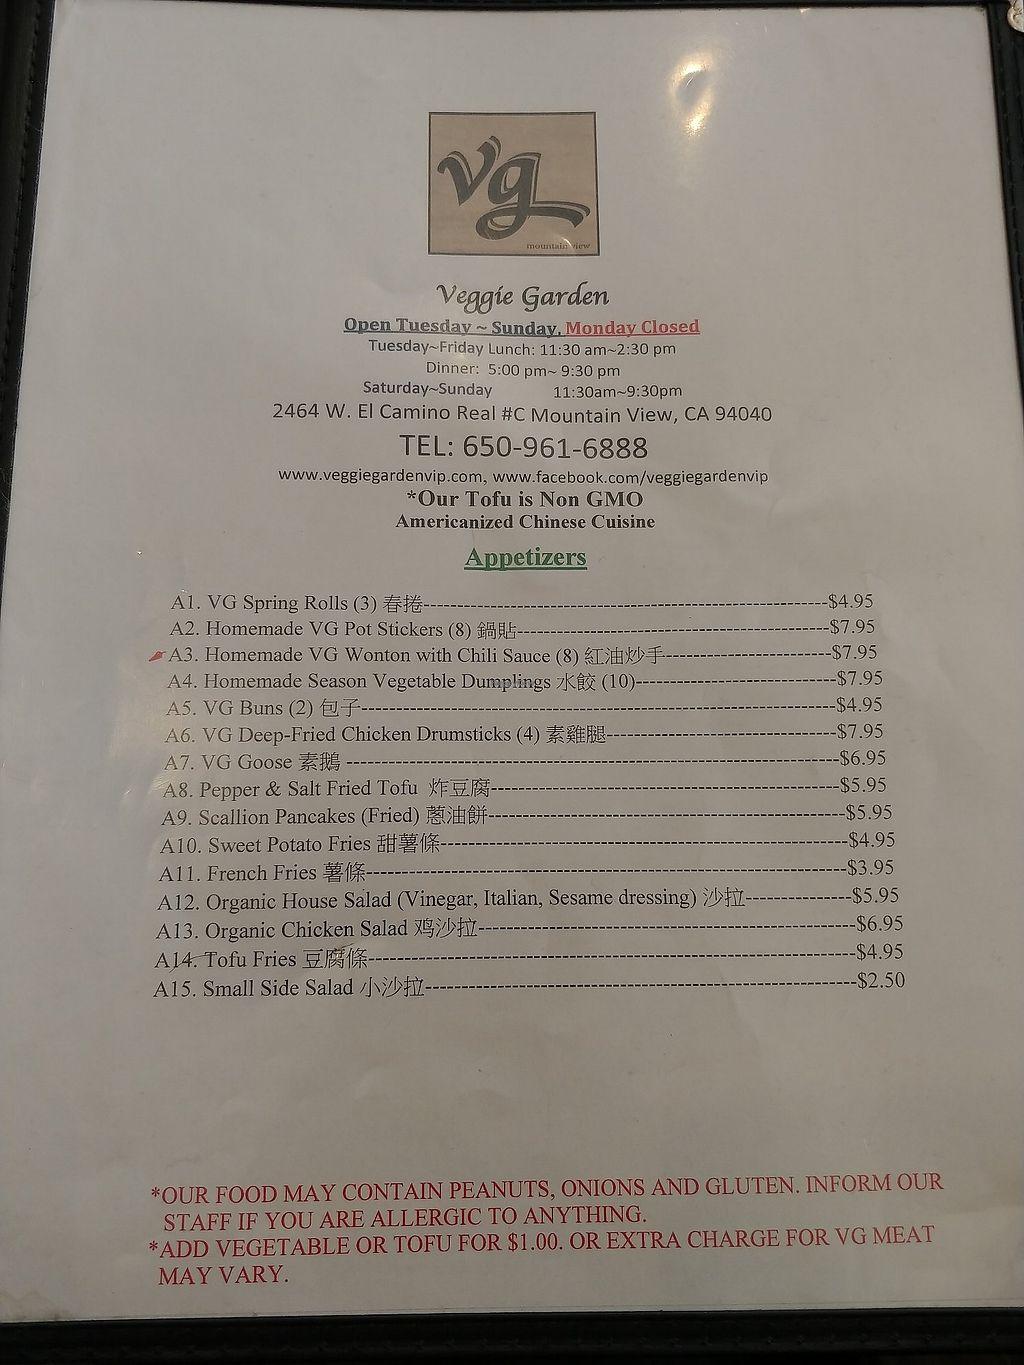 vg
mountain view
Veggie Garden
Open Tuesday ~ Sunday, Monday Closed
Tuesday~Friday Lunch: 11:30 am~2:30 pm
Dinner: 5:00 pm~ 9:30 pm
Saturday~Sunday 11:30am~9:30pm
2464 W. El Camino Real #C Mountain View, CA 94040
TEL: 650-961-6888
www.veggiegardenvip.com, www.facebook.com/veggiegardenvip
*Our Tofu is Non GMO
Americanized Chinese Cuisine
Appetizers
A1. VG Spring Rolls (3) 春捲------------------------------------------------------------$4.95
A2. Homemade VG Pot Stickers (8) 鍋貼-----------------------------------------------$7.95
A3. Homemade VG Wonton with Chili Sauce (8) 紅油炒手-------------------------$7.95
A4. Homemade Season Vegetable Dumplings 水餃 (10)------------------------------$7.95
A5. VG Buns (2) 包子-----------------------------------------------------------------------$4.95
A6. VG Deep-Fried Chicken Drumsticks (4) 素雞腿----------------------------------$7.95
A7. VG Goose 素鵝 --------------------------------------------------------------------------$6.95
A8. Pepper & Salt Fried Tofu 炸豆腐----------------------------------------------------$5.95
A9. Scallion Pancakes (Fried) 蔥油餅-----------------------------------------------------$5.95
A10. Sweet Potato Fries 甜薯條-------------------------------------------------------------$4.95
A11. French Fries 薯條------------------------------------------------------------------------$3.95
A12. Organic House Salad (Vinegar, Italian, Sesame dressing) 沙拉----------------$5.95
A13. Organic Chicken Salad 鸡沙拉--------------------------------------------------------$6.95
A14. Tofu Fries 豆腐條------------------------------------------------------------------------$4.95
A15. Small Side Salad 小沙拉----------------------------------------------------------------$2.50
*OUR FOOD MAY CONTAIN PEANUTS, ONIONS AND GLUTEN. INFORM OUR
STAFF IF YOU ARE ALLERGIC TO ANYTHING.
*ADD VEGETABLE OR TOFU FOR $1.00. OR EXTRA CHARGE FOR VG MEAT
MAY VARY.